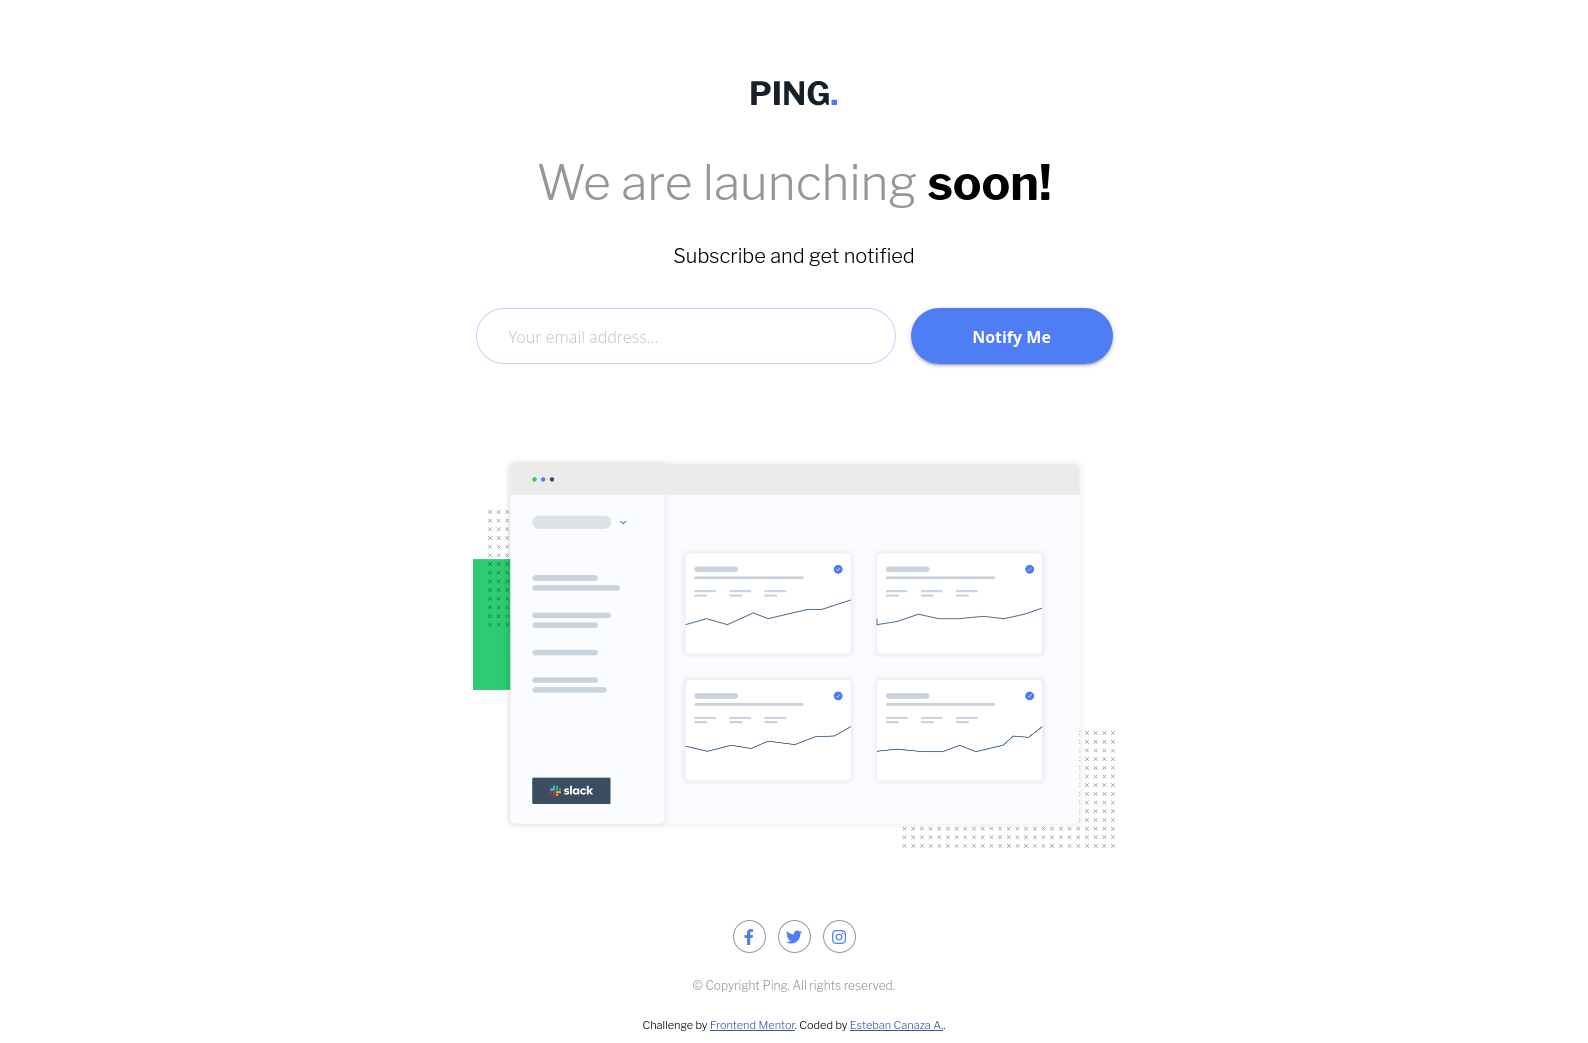 PING.
We are launching soon!
Subscribe and get notified
Your email address...
Notify Me
slack
© Copyright Ping. All rights reserved.
Challenge by Frontend Mentor. Coded by Esteban Canaza A..